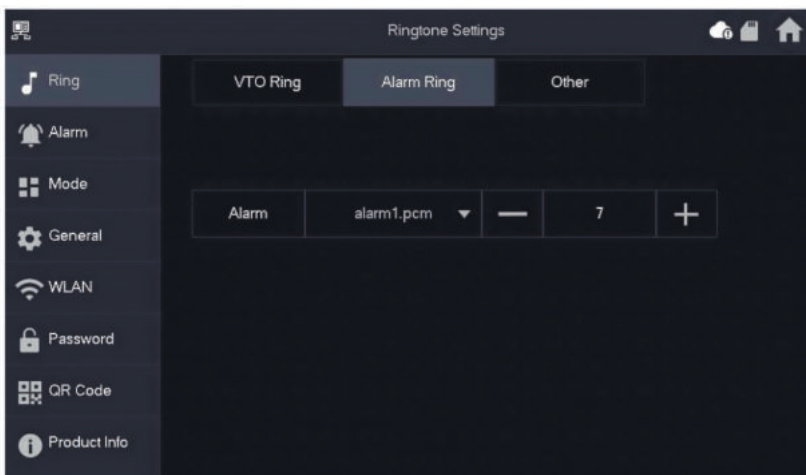 Ringtone Settings
Ring
VTO Ring
Alarm Ring
Other
Alarm
Mode
Alarm
alarm1.pcm
7
General
WLAN
Password
QR Code
Product Info